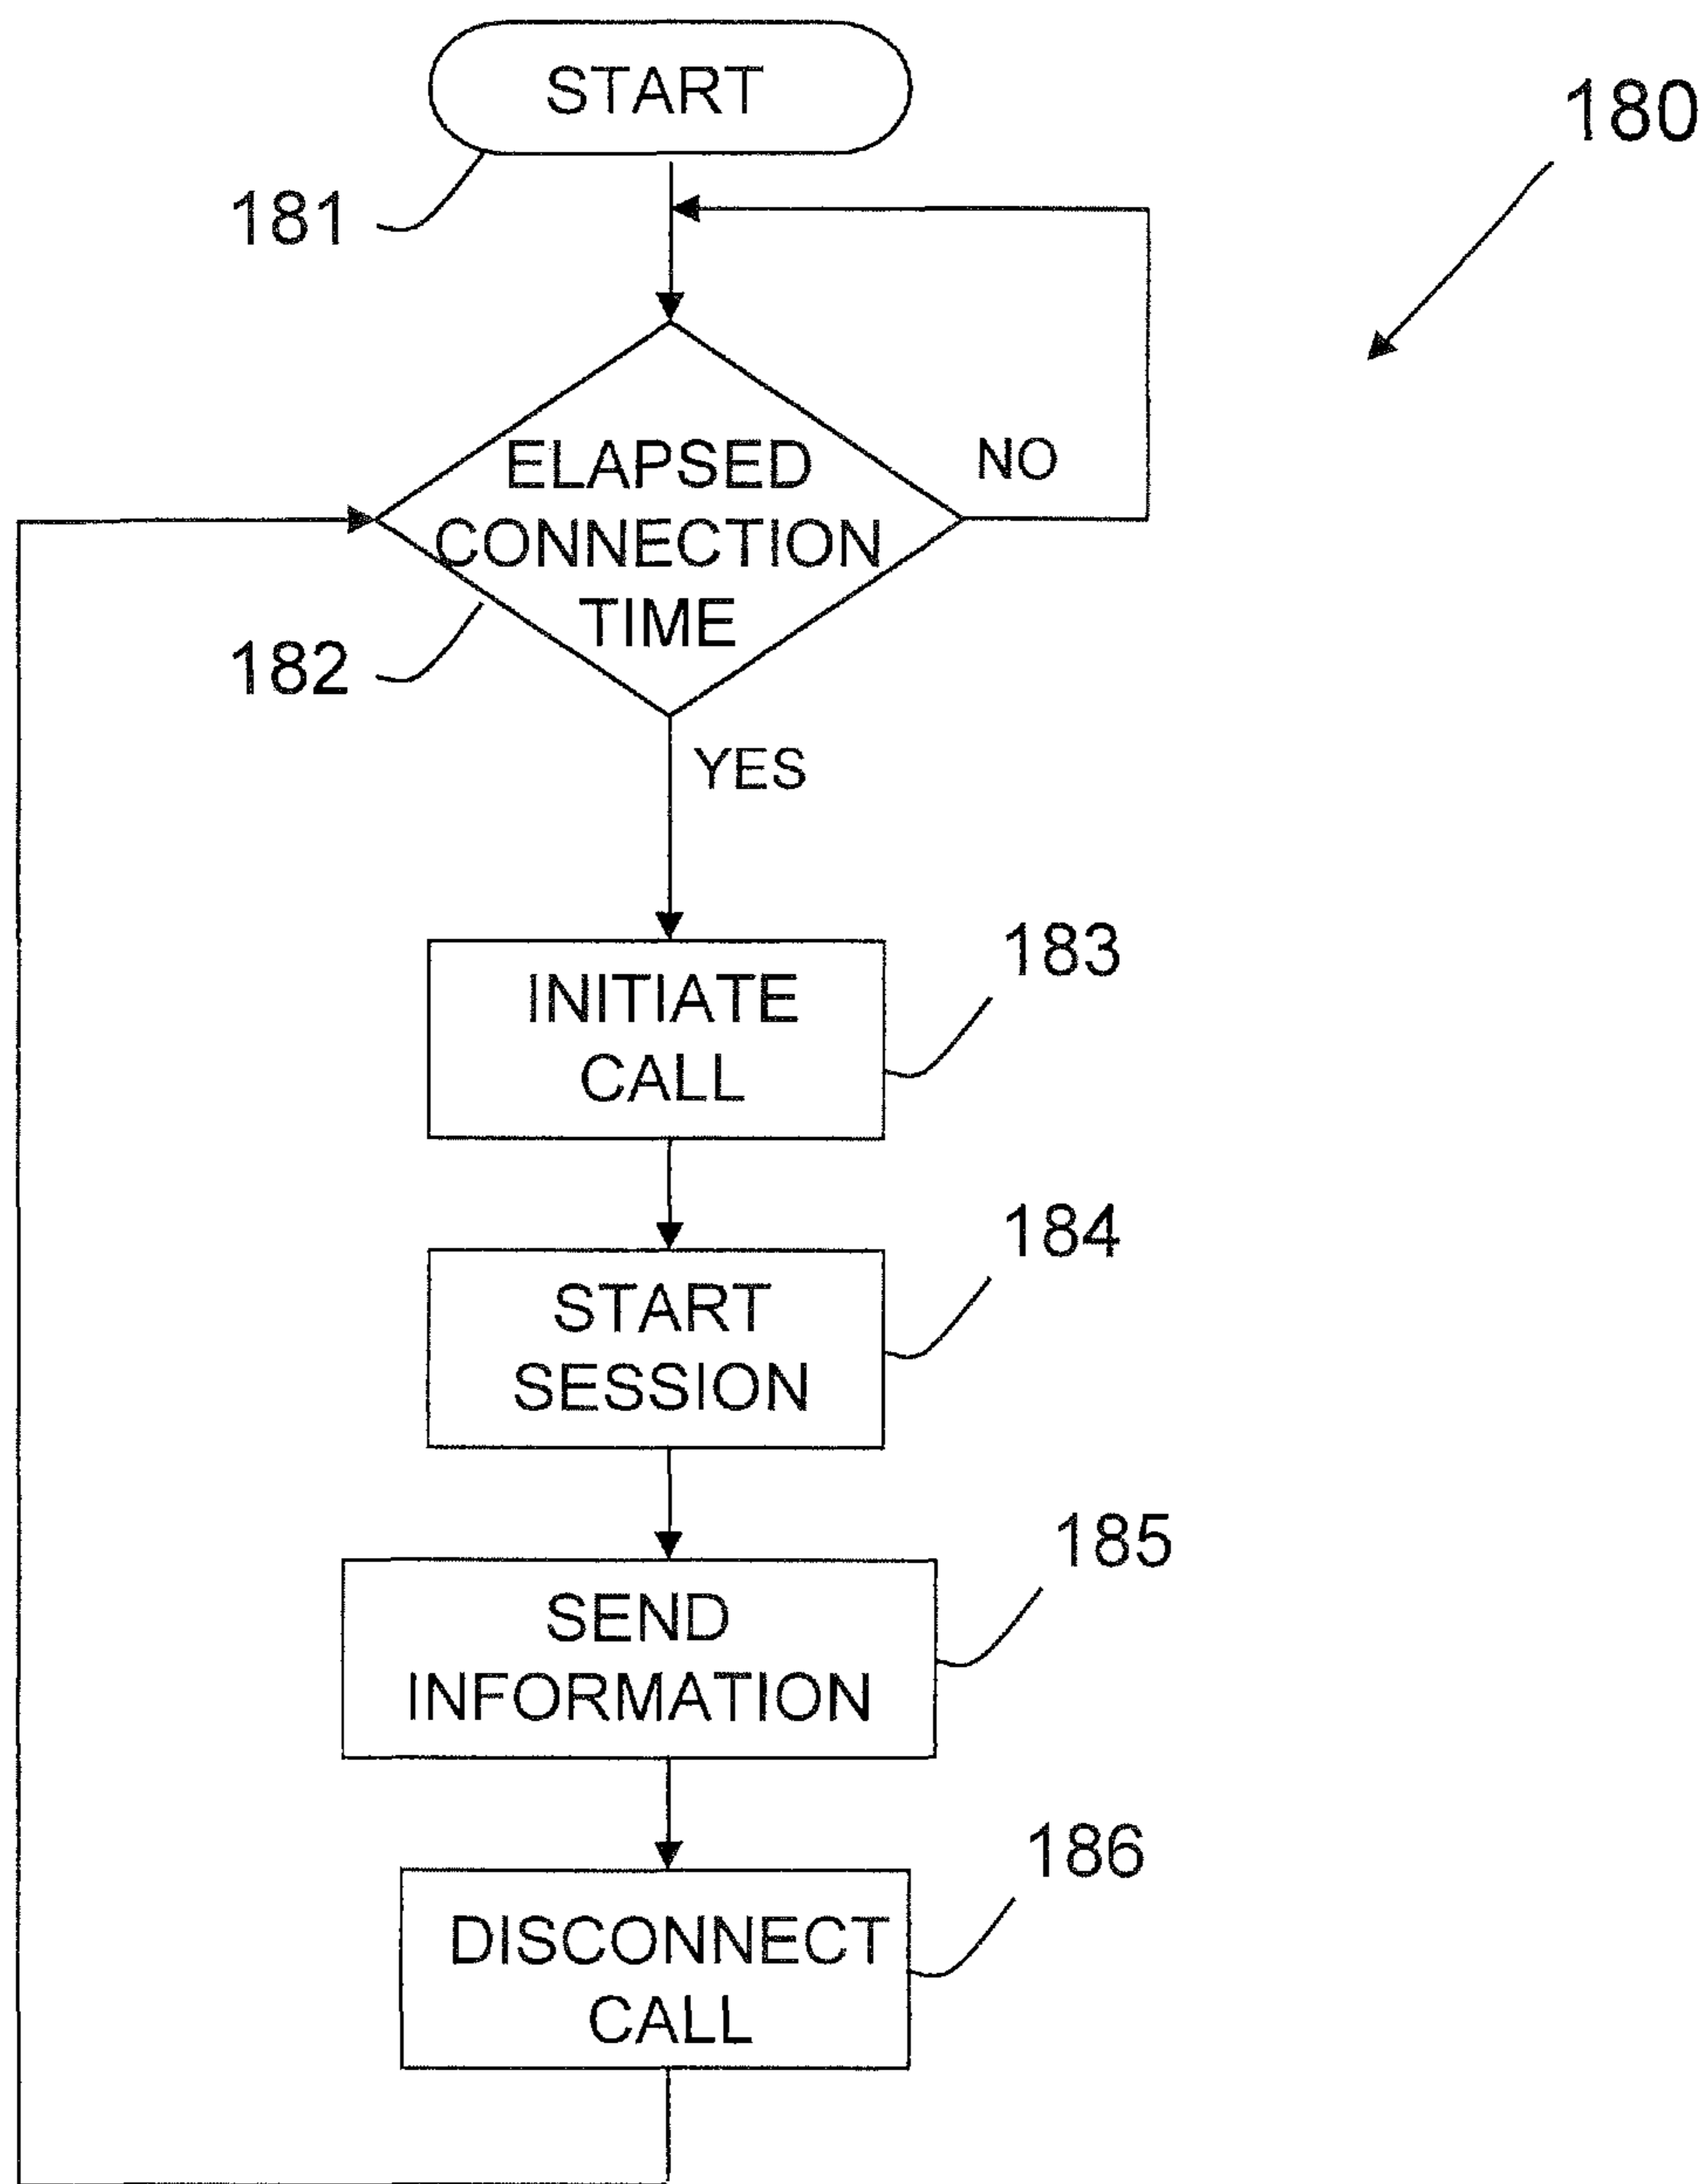 START
180
181
ELAPSED
CONNECTION
TIME
NO
182
YES
INITIATE
CALL
183
START
SESSION
184
SEND
INFORMATION
185
DISCONNECT
CALL
186